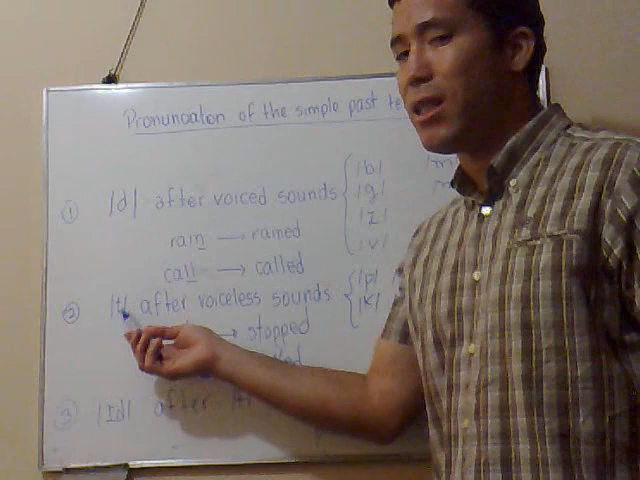 Pronunciation of the simple past te
① |d| after voiced sounds { |b| |m|
|g|
|z|
|v|
rain → rained
call → called
② |t| after voiceless sounds { |p|
|k|
→ stopped
③ |Id| after |t|